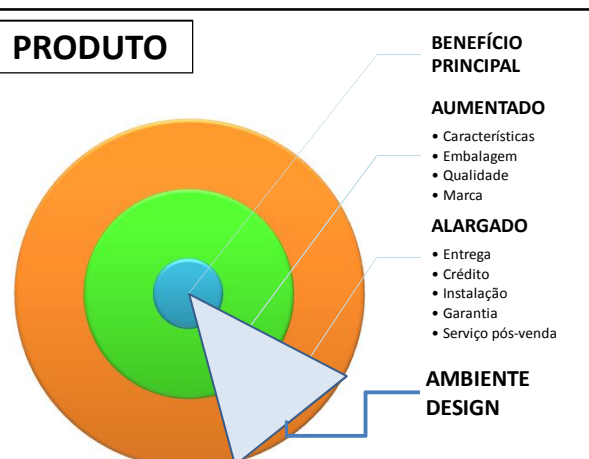 PRODUTO
BENEFÍCIO
PRINCIPAL
AUMENTADO
• Características
• Embalagem
• Qualidade
• Marca
ALARGADO
• Entrega
• Crédito
• Instalação
• Garantia
• Serviço pós-venda
AMBIENTE
DESIGN